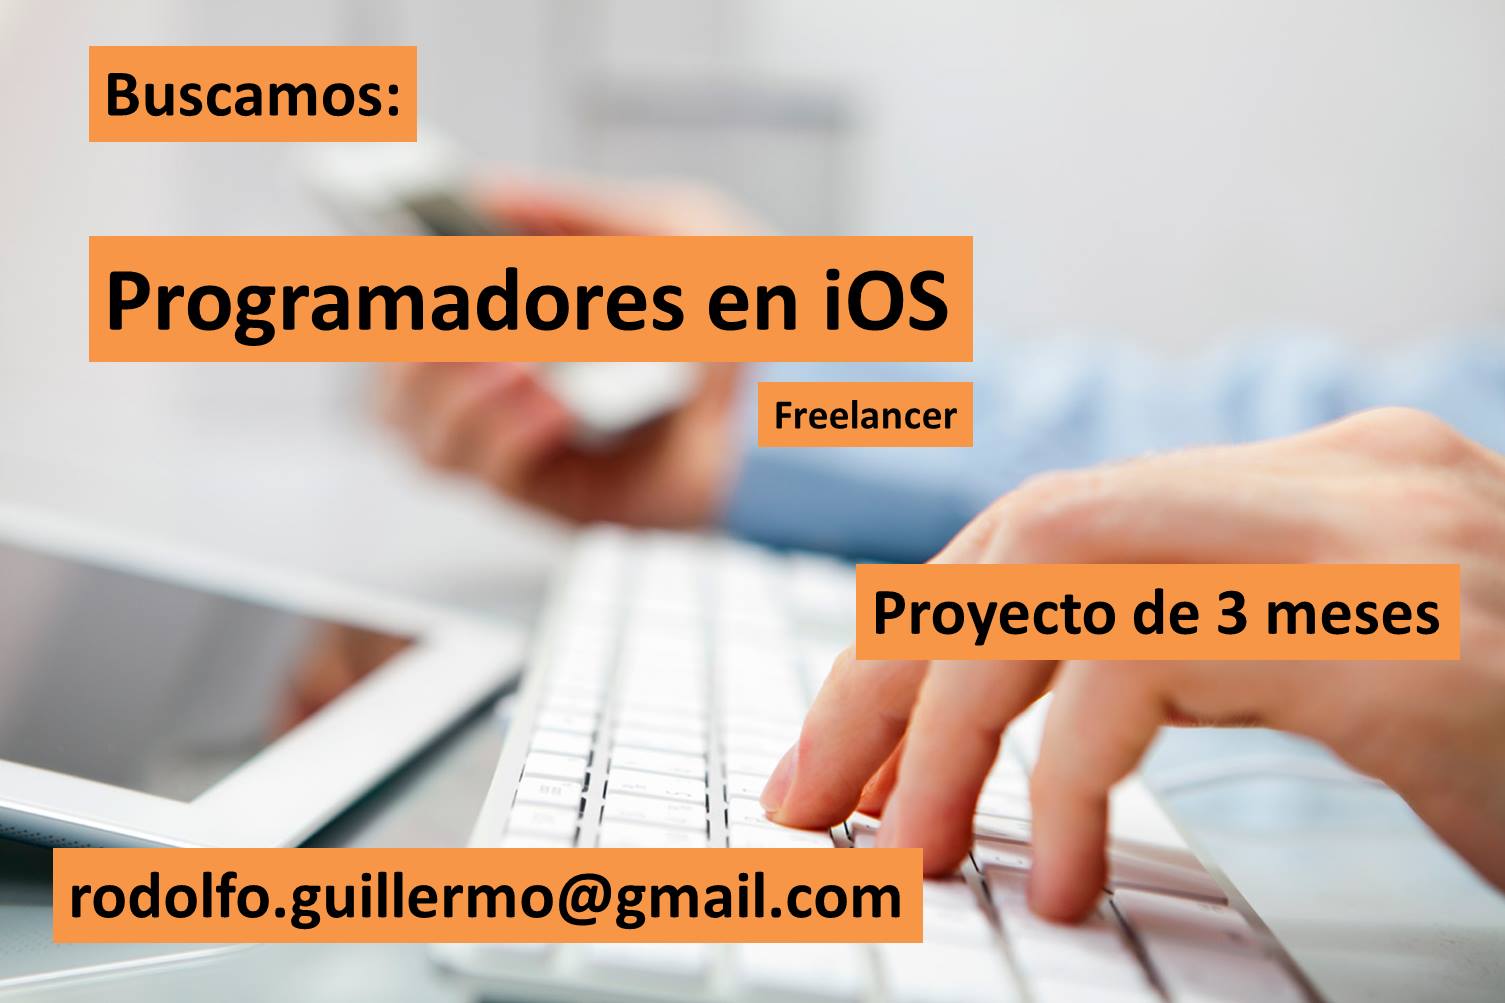 Buscamos:
Programadores en iOS
Freelancer
Proyecto de 3 meses
rodolfo.guillermo@gmail.com